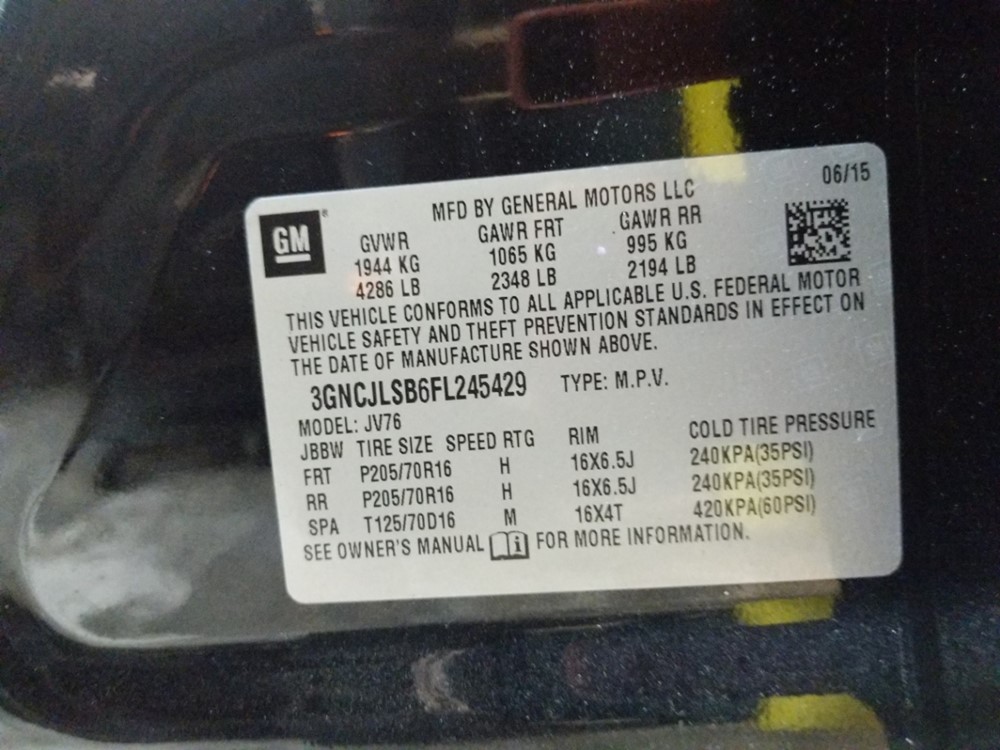 GM
®
MFD BY GENERAL MOTORS LLC
06/15
GVWR GAWR FRT GAWR RR
1944 KG 1065 KG 995 KG
4286 LB 2348 LB 2194 LB
THIS VEHICLE CONFORMS TO ALL APPLICABLE U.S. FEDERAL MOTOR
VEHICLE SAFETY AND THEFT PREVENTION STANDARDS IN EFFECT ON
THE DATE OF MANUFACTURE SHOWN ABOVE.
3GNCJLSB6FL245429 TYPE: M.P.V.
MODEL: JV76
JBBW TIRE SIZE SPEED RTG RIM COLD TIRE PRESSURE
FRT P205/70R16 H 16X6.5J 240KPA(35PSI)
RR P205/70R16 H 16X6.5J 240KPA(35PSI)
SPA T125/70D16 M 16X4T 420KPA(60PSI)
SEE OWNER'S MANUAL i FOR MORE INFORMATION.